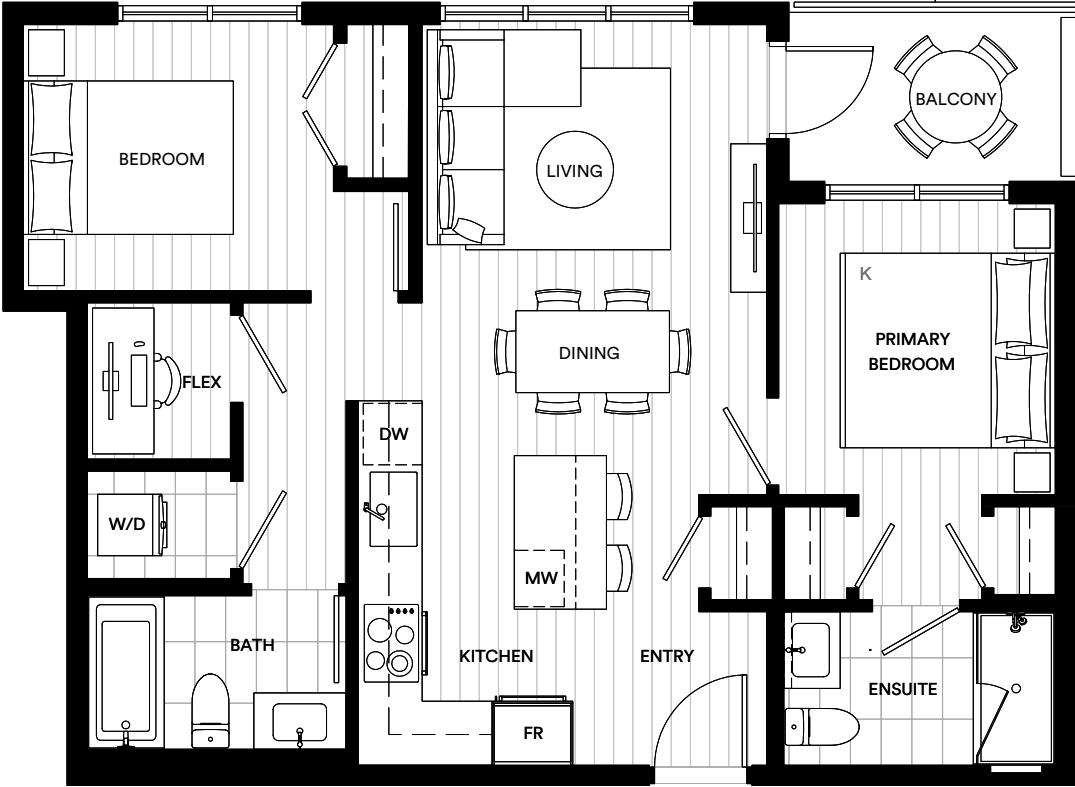 BALCONY
BEDROOM
LIVING
K
PRIMARY
BEDROOM
DINING
FLEX
DW
W/D
MW
BATH
KITCHEN
ENTRY
ENSUITE
FR